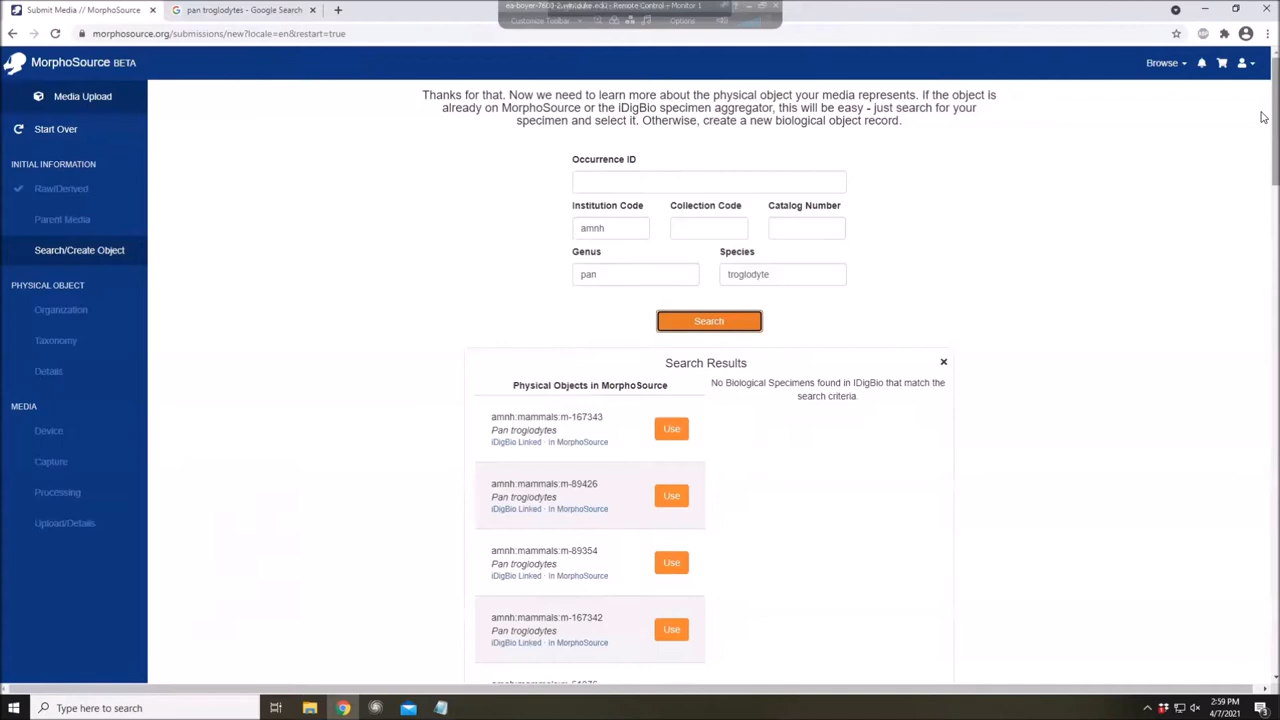 Submit Media // MorphoSource
pan troglodytes - Google Search
Remote Control - Monitor 1
Customize Toolbar
Options
morphosource.org/submissions/new?locale=en&restart=true
MorphoSource BETA
Browse
Media Upload
Start Over
INITIAL INFORMATION
Raw/Derived
Parent Media
Search/Create Object
PHYSICAL OBJECT
Organization
Taxonomy
Details
MEDIA
Device
Capture
Processing
Upload/Details
Thanks for that. Now we need to learn more about the physical object your media represents. If the object is
already on MorphoSource or the iDigBio specimen aggregator, this will be easy - just search for your
specimen and select it. Otherwise, create a new biological object record.
Occurrence ID
Institution Code Collection Code Catalog Number
amnh
Genus Species
pan troglodyte
Search
Search Results
Physical Objects in MorphoSource
No Biological Specimens found in IDigBio that match the
search criteria.
amnh:mammals:m-167343
Pan troglodytes
iDigBio Linked · In MorphoSource
Use
amnh:mammals:m-89426
Pan troglodytes
iDigBio Linked · In MorphoSource
Use
amnh:mammals:m-89354
Pan troglodytes
iDigBio Linked · In MorphoSource
Use
amnh:mammals:m-167342
Pan troglodytes
iDigBio Linked · In MorphoSource
Use
Type here to search
2:59 PM
4/7/2021